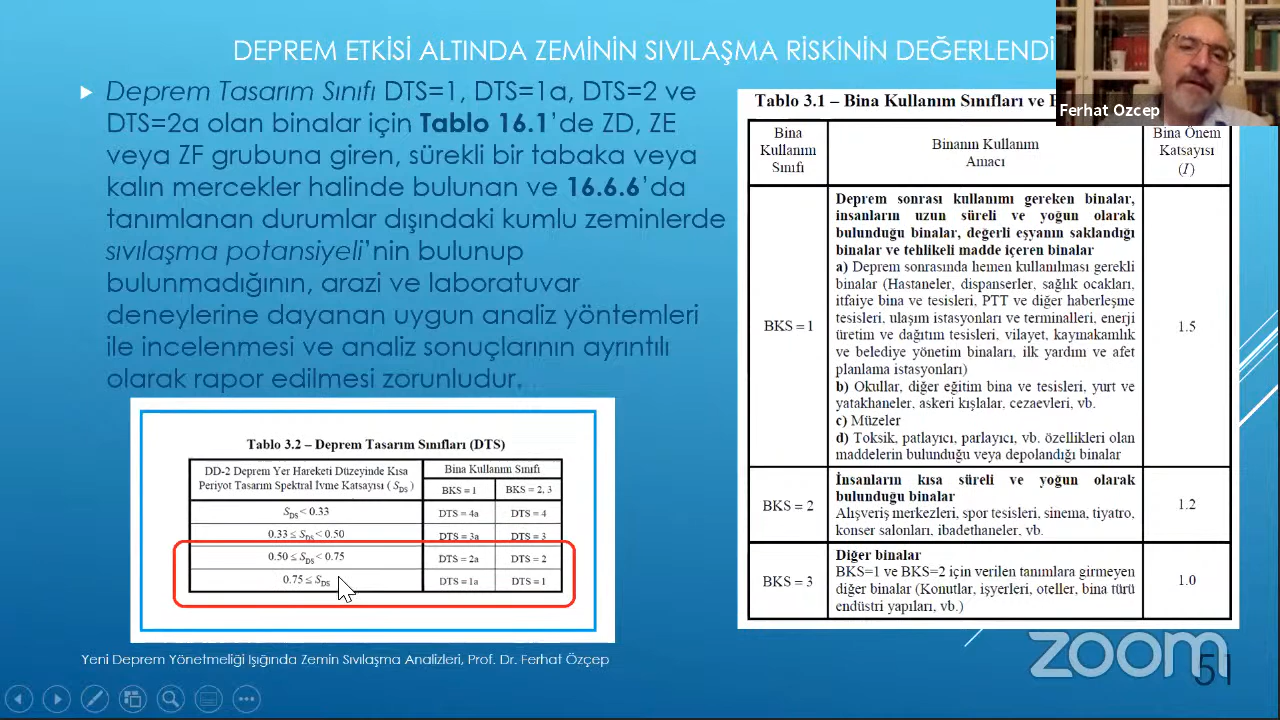 DEPREM ETKİSİ ALTINDA ZEMİNİN SIVILAŞMA RİSKİNİN DEĞERLENDİ
Deprem Tasarım Sınıfı DTS=1, DTS=1a, DTS=2 ve
DTS=2a olan binalar için Tablo 16.1'de ZD, ZE
veya ZF grubuna giren, sürekli bir tabaka veya
kalın mercekler halinde bulunan ve 16.6.6'da
tanımlanan durumlar dışındaki kumlu zeminlerde
sıvılaşma potansiyeli'nin bulunup
bulunmadığının, arazi ve laboratuvar
deneylerine dayanan uygun analiz yöntemleri
ile incelenmesi ve analiz sonuçlarının ayrıntılı
olarak rapor edilmesi zorunludur.
Tablo 3.2 – Deprem Tasarım Sınıfları (DTS)
DD-2 Deprem Yer Hareketi Düzeyinde Kısa
Periyot Tasarım Spektral İvme Katsayısı ( SDS )
Bina Kullanım Sınıfı
BKS = 1 BKS = 2, 3
SDS < 0.33 DTS = 4a DTS = 4
0.33 ≤ SDS < 0.50 DTS = 3a DTS = 3
0.50 ≤ SDS < 0.75 DTS = 2a DTS = 2
0.75 ≤ SDS DTS = 1a DTS = 1
Yeni Deprem Yönetmeliği Işığında Zemin Sıvılaşma Analizleri, Prof. Dr. Ferhat Özçep
Ferhat Ozcep
Tablo 3.1 – Bina Kullanım Sınıfları ve
Bina
Kullanım
Sınıfı
Binanın Kullanım
Amacı
Bina Önem
Katsayısı
(I)
BKS = 1
Deprem sonrası kullanımı gereken binalar,
insanların uzun süreli ve yoğun olarak
bulunduğu binalar, değerli eşyanın saklandığı
binalar ve tehlikeli madde içeren binalar
a) Deprem sonrasında hemen kullanılması gerekli
binalar (Hastaneler, dispanserler, sağlık ocakları,
itfaiye bina ve tesisleri, PTT ve diğer haberleşme
tesisleri, ulaşım istasyonları ve terminalleri, enerji
üretim ve dağıtım tesisleri, vilayet, kaymakamlık
ve belediye yönetim binaları, ilk yardım ve afet
planlama istasyonları)
b) Okullar, diğer eğitim bina ve tesisleri, yurt ve
yatakhaneler, askeri kışlalar, cezaevleri, vb.
c) Müzeler
d) Toksik, patlayıcı, parlayıcı, vb. özellikleri olan
maddelerin bulunduğu veya depolandığı binalar
1.5
BKS = 2
İnsanların kısa süreli ve yoğun olarak
bulunduğu binalar
Alışveriş merkezleri, spor tesisleri, sinema, tiyatro,
konser salonları, ibadethaneler, vb.
1.2
BKS = 3
Diğer binalar
BKS=1 ve BKS=2 için verilen tanımlara girmeyen
diğer binalar (Konutlar, işyerleri, oteller, bina türü
endüstri yapıları, vb.)
1.0
zoom
51